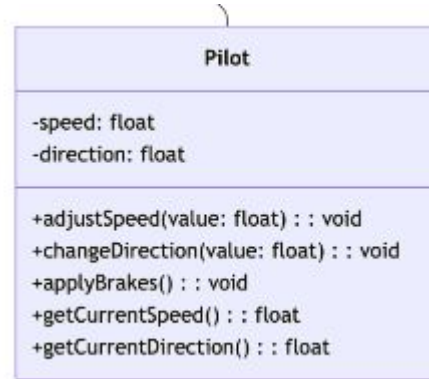 Pilot
-speed: float
-direction: float
+adjustSpeed(value: float) : : void
+changeDirection(value: float) : : void
+applyBrakes() : : void
+getCurrentSpeed() : : float
+getCurrentDirection() : : float